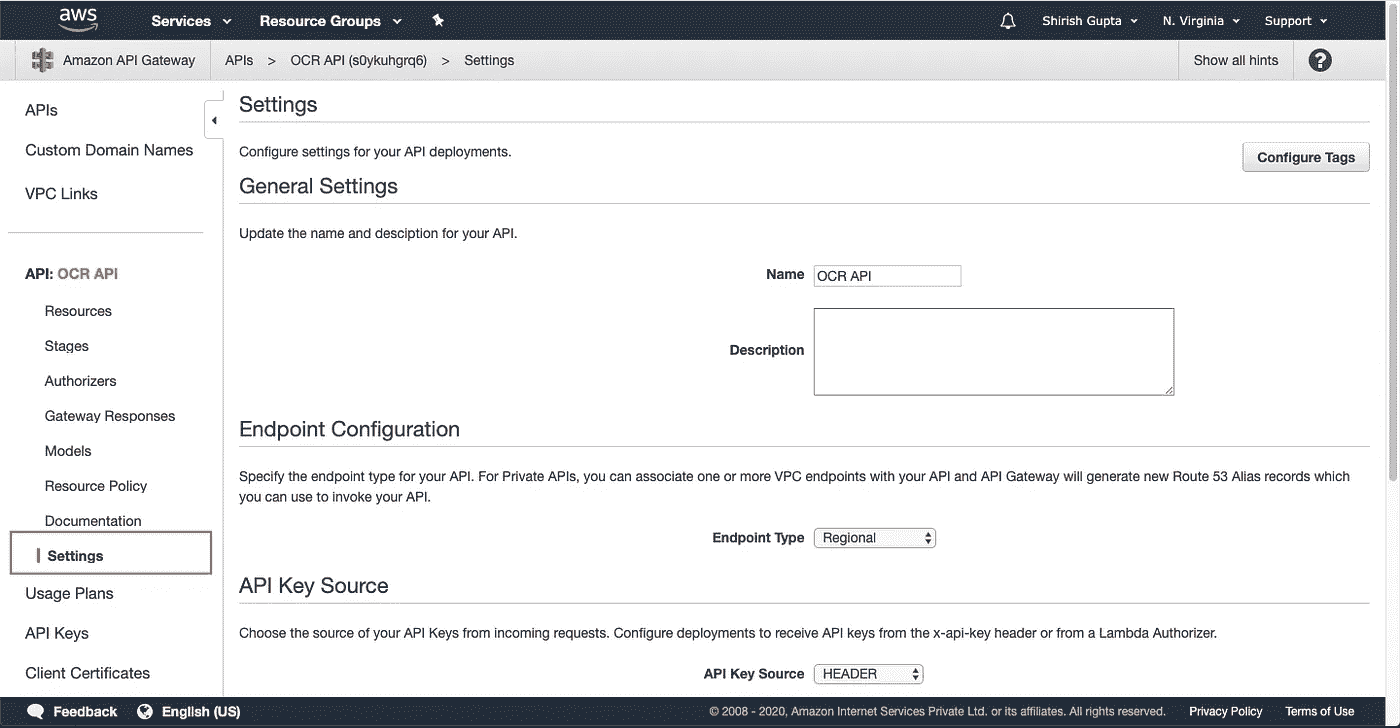 aws
Services
Resource Groups
Shirish Gupta
N. Virginia
Support
Amazon API Gateway
APIs > OCR API (s0ykuhgrq6) > Settings
Show all hints
?
APIs
Custom Domain Names
VPC Links
API: OCR API
Resources
Stages
Authorizers
Gateway Responses
Models
Resource Policy
Documentation
Settings
Usage Plans
API Keys
Client Certificates
Settings
Configure settings for your API deployments.
Configure Tags
General Settings
Update the name and desciption for your API.
Name OCR API
Description
Endpoint Configuration
Specify the endpoint type for your API. For Private APIs, you can associate one or more VPC endpoints with your API and API Gateway will generate new Route 53 Alias records which
you can use to invoke your API.
Endpoint Type Regional
API Key Source
Choose the source of your API Keys from incoming requests. Configure deployments to receive API keys from the x-api-key header or from a Lambda Authorizer.
API Key Source HEADER
Feedback
English (US)
© 2008 - 2020, Amazon Internet Services Private Ltd. or its affiliates. All rights reserved.
Privacy Policy
Terms of Use